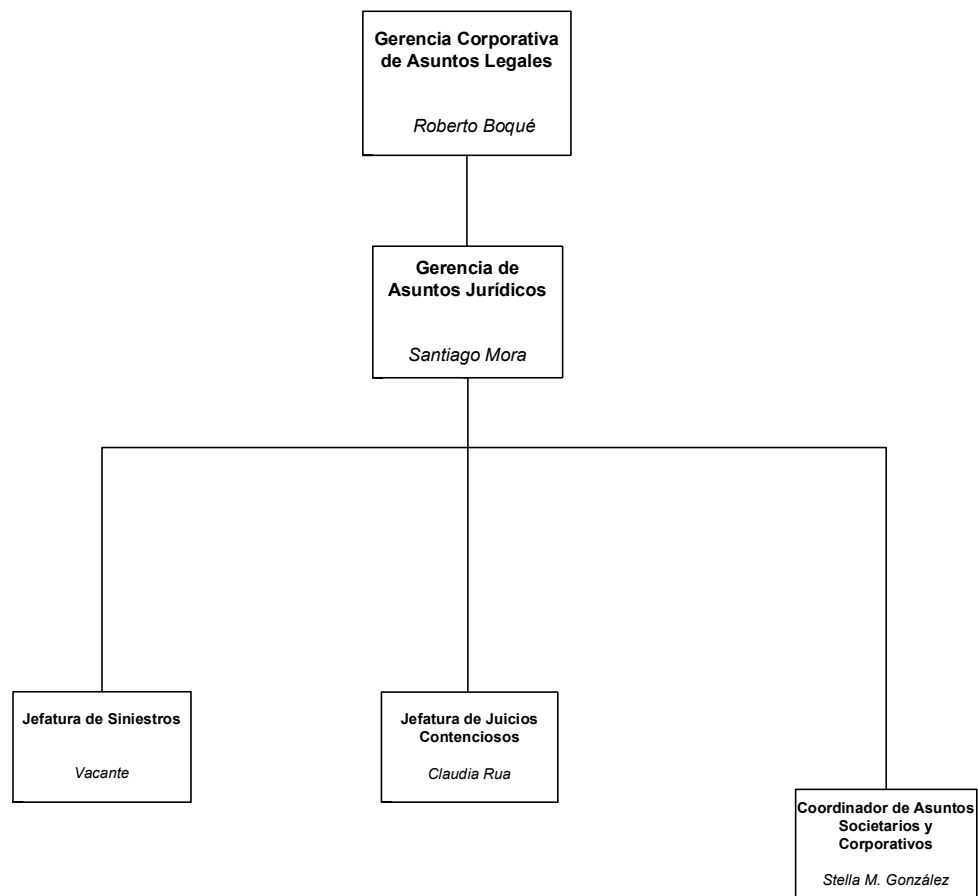 Gerencia Corporativa
de Asuntos Legales
Roberto Boqué
Gerencia de
Asuntos Jurídicos
Santiago Mora
Jefatura de Siniestros
Vacante
Jefatura de Juicios
Contenciosos
Claudia Rua
Coordinador de Asuntos
Societarios y
Corporativos
Stella M. González